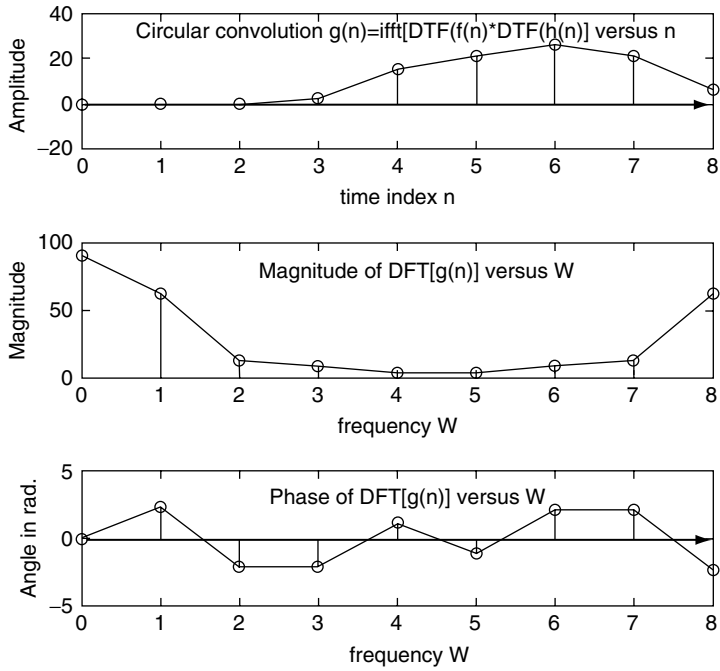 Circular convolution g(n)=ifft[DTF(f(n)*DTF(h(n)] versus n
Amplitude
40
20
0
−20
0 1 2 3 4 5 6 7 8
time index n
Magnitude of DFT[g(n)] versus W
Magnitude
100
50
0
0 1 2 3 4 5 6 7 8
frequency W
Phase of DFT[g(n)] versus W
Angle in rad.
5
0
−5
0 1 2 3 4 5 6 7 8
frequency W